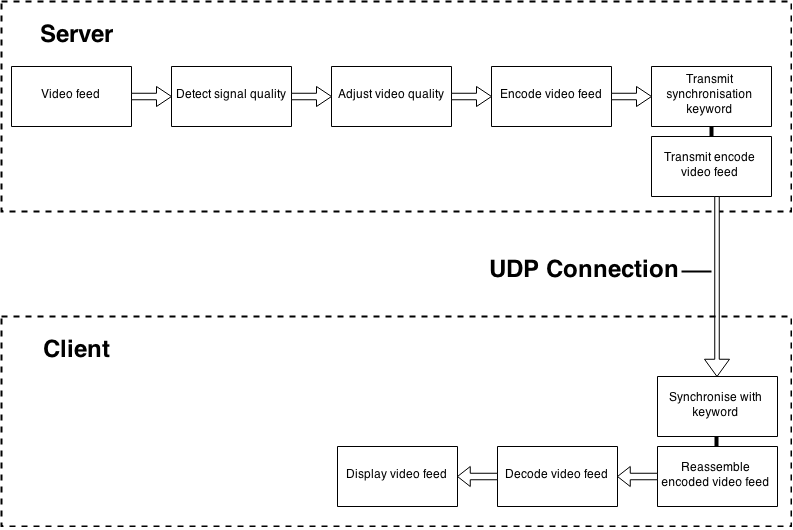 Server
Video feed
Detect signal quality
Adjust video quality
Encode video feed
Transmit
synchronisation
keyword
Transmit encode
video feed
UDP Connection
Client
Synchronise with
keyword
Display video feed
Decode video feed
Reassemble
encoded video feed